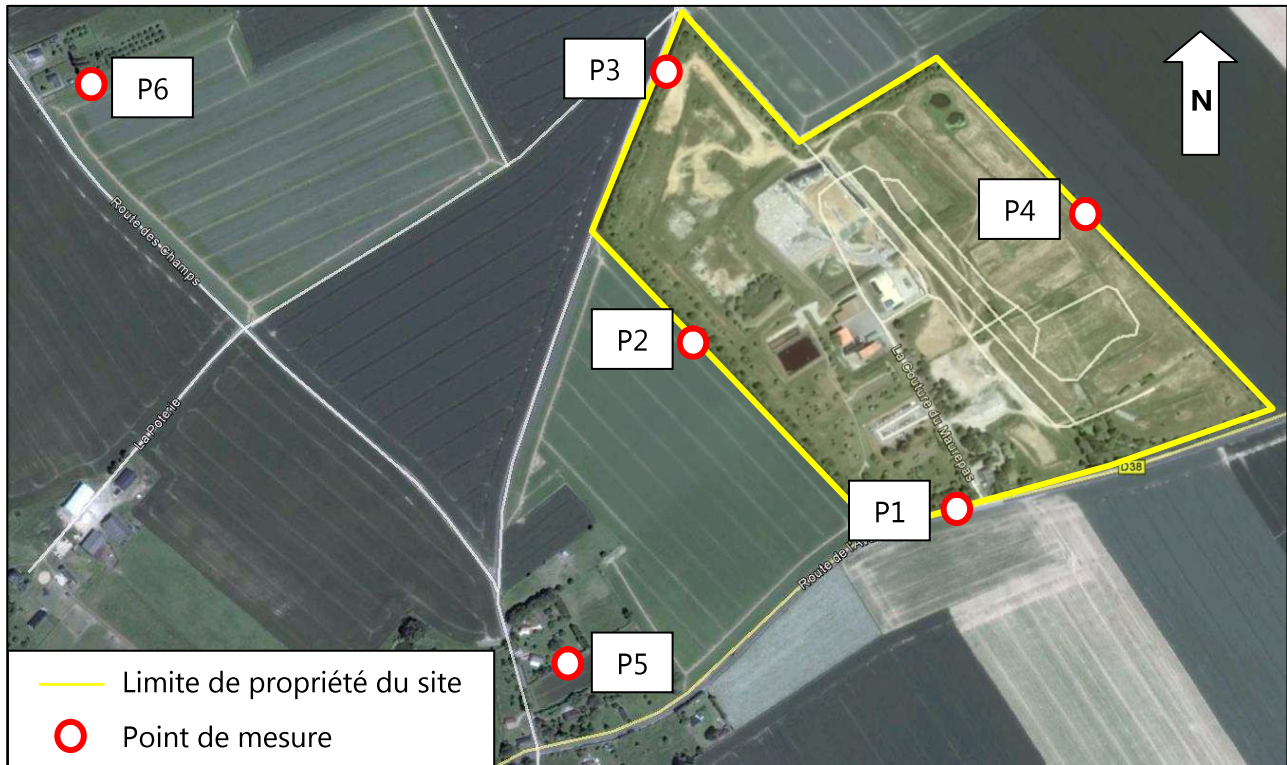 P6
P3
N
P4
Route des Champs
P2
La Poterie
La Couture du Maurepas
D38
P1
Route de
P5
Limite de propriété du site
Point de mesure